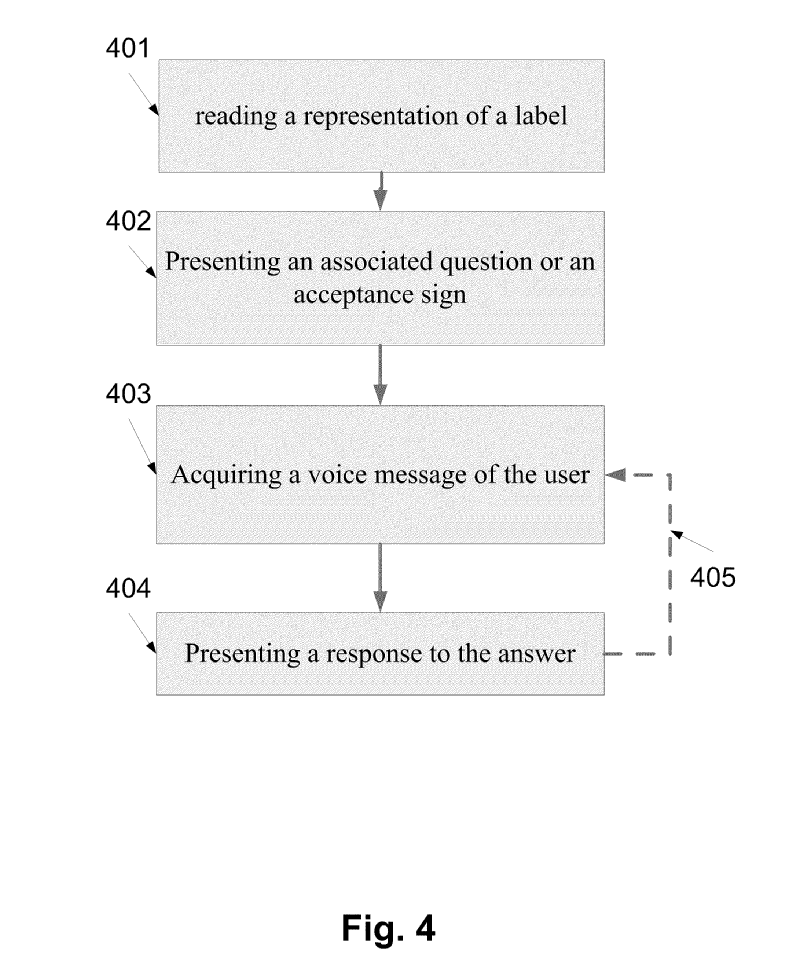 401
reading a representation of a label
402
Presenting an associated question or an
acceptance sign
403
Acquiring a voice message of the user
405
404
Presenting a response to the answer
Fig. 4